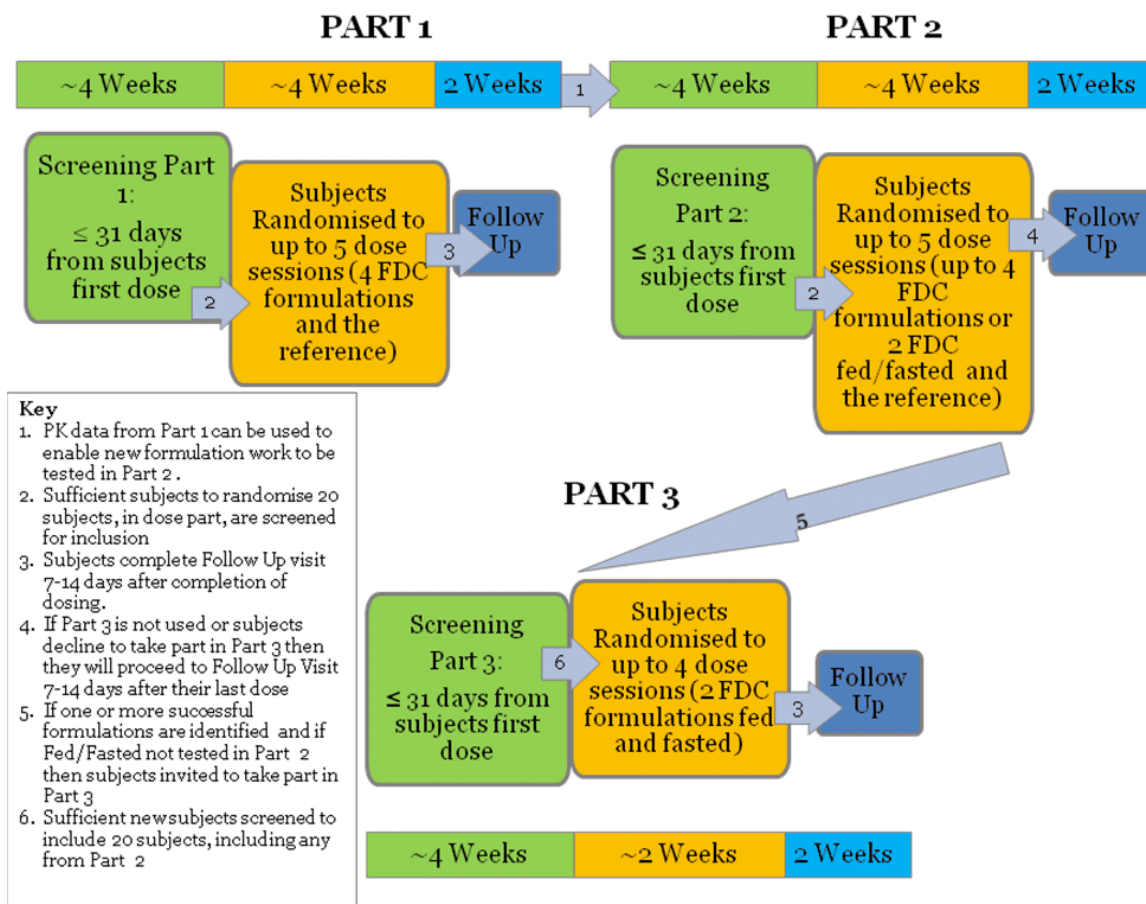 PART 1
PART 2
~4 Weeks
~4 Weeks
2 Weeks
1
~4 Weeks
~4 Weeks
2 Weeks
Screening Part
1:
≤ 31 days
from subjects
first dose
2
Subjects
Randomised to
up to 5 dose
sessions (4 FDC
formulations
and the
reference)
3
Follow
Up
Screening
Part 2:
≤ 31 days from
subjects first
dose
2
Subjects
Randomised to
up to 5 dose
sessions (up to 4
FDC
formulations or
2 FDC
fed/fasted and
the reference)
4
Follow
Up
Key
1. PK data from Part 1 can be used to
enable new formulation work to be
tested in Part 2 .
2. Sufficient subjects to randomise 20
subjects, in dose part, are screened
for inclusion
3. Subjects complete Follow Up visit
7-14 days after completion of
dosing.
4. If Part 3 is not used or subjects
decline to take part in Part 3 then
they will proceed to Follow Up Visit
7-14 days after their last dose
5. If one or more successful
formulations are identified and if
Fed/Fasted not tested in Part 2
then subjects invited to take part in
Part 3
6. Sufficient new subjects screened to
include 20 subjects, including any
from Part 2
PART 3
5
Screening
Part 3:
≤ 31 days from
subjects first
dose
6
Subjects
Randomised to
up to 4 dose
sessions (2 FDC
formulations fed
and fasted)
3
Follow
Up
~4 Weeks
~2 Weeks
2 Weeks